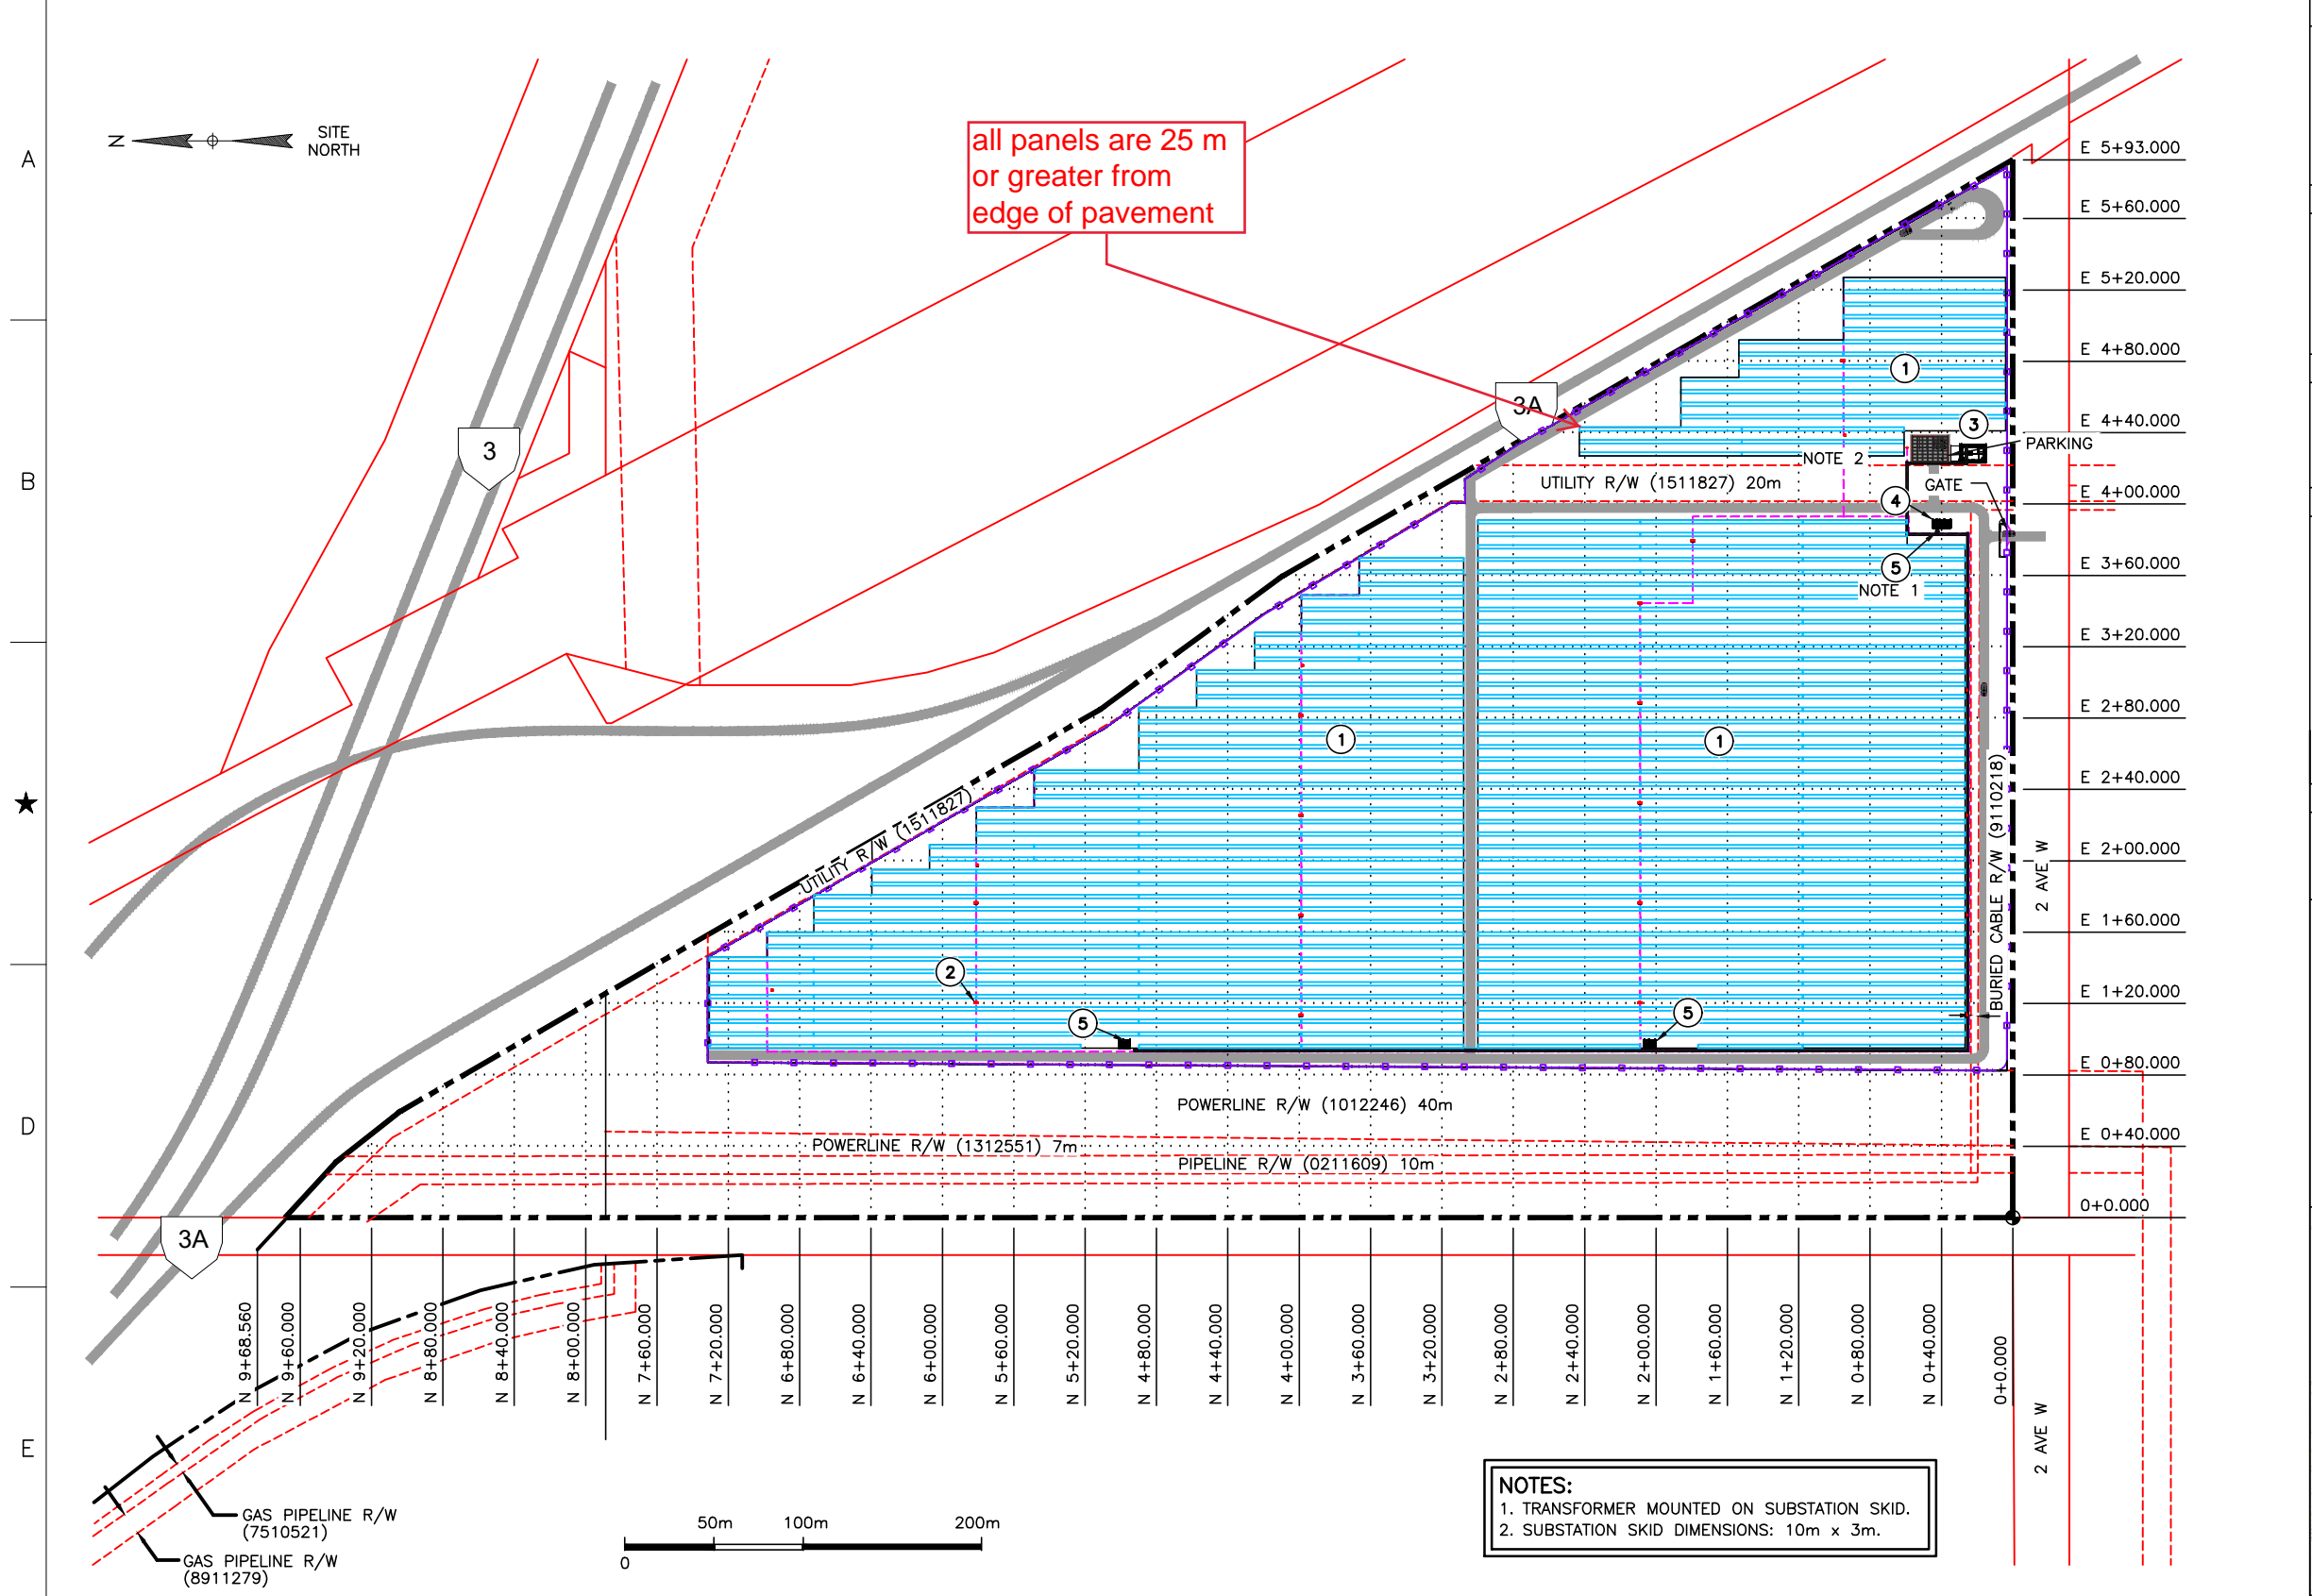 A
B
D
E
N
SITE
NORTH
all panels are 25 m
or greater from
edge of pavement
3
3A
3A
E 5+93.000
E 5+60.000
E 5+20.000
E 4+80.000
E 4+40.000
E 4+00.000
E 3+60.000
E 3+20.000
E 2+80.000
E 2+40.000
E 2+00.000
E 1+60.000
E 1+20.000
E 0+80.000
E 0+40.000
0+0.000
1
3
PARKING
NOTE 2
UTILITY R/W (1511827) 20m
GATE
4
5
NOTE 1
1
1
UTILITY R/W (1511827)
BURIED CABLE R/W (9110218)
2 AVE W
2
5
5
POWERLINE R/W (1012246) 40m
POWERLINE R/W (1312551) 7m
PIPELINE R/W (0211609) 10m
N 9+68.560
N 9+60.000
N 9+20.000
N 8+80.000
N 8+40.000
N 8+00.000
N 7+60.000
N 7+20.000
N 6+80.000
N 6+40.000
N 6+00.000
N 5+60.000
N 5+20.000
N 4+80.000
N 4+40.000
N 4+00.000
N 3+60.000
N 3+20.000
N 2+80.000
N 2+40.000
N 2+00.000
N 1+60.000
N 1+20.000
N 0+80.000
N 0+40.000
0+0.000
2 AVE W
GAS PIPELINE R/W
(7510521)
GAS PIPELINE R/W
(8911279)
0
50m
100m
200m
NOTES:
1. TRANSFORMER MOUNTED ON SUBSTATION SKID.
2. SUBSTATION SKID DIMENSIONS: 10m x 3m.